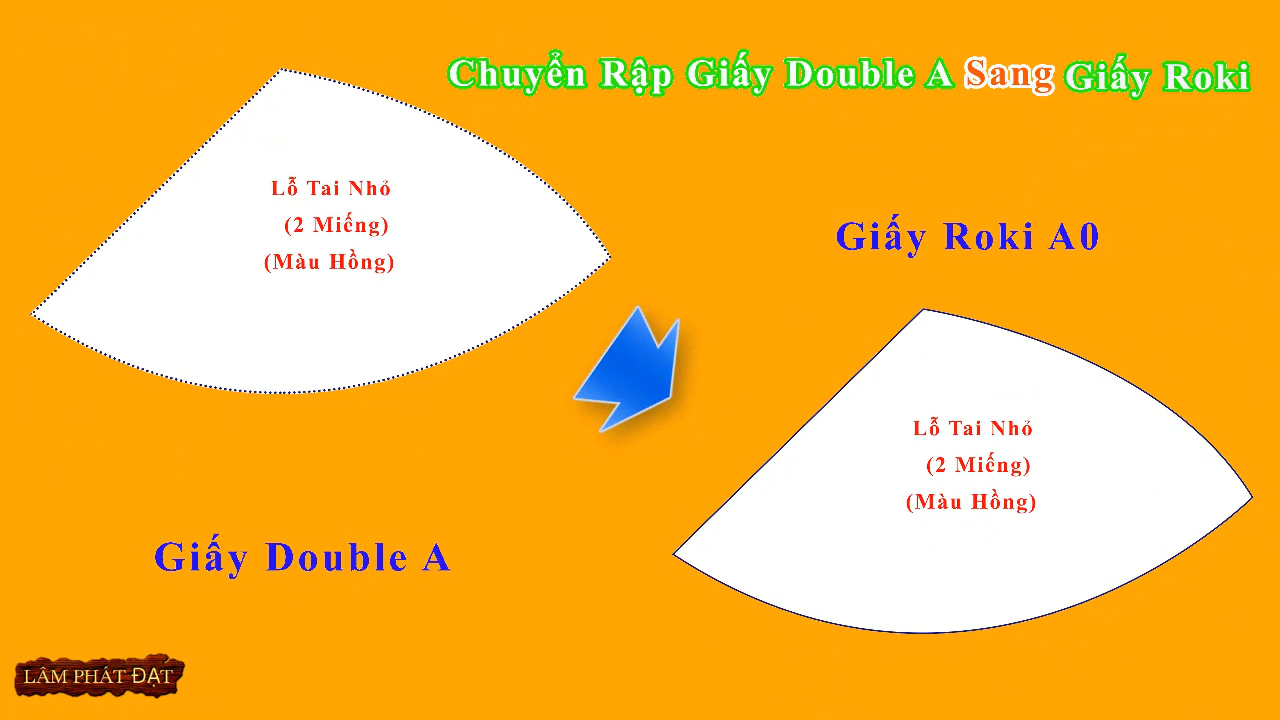 Chuyển Rập Giấy Double A Sang Giấy Roki
Lỗ Tai Nhỏ
(2 Miếng)
(Màu Hồng)
Giấy Roki A0
Lỗ Tai Nhỏ
(2 Miếng)
(Màu Hồng)
Giấy Double A
LÂM PHÁT ĐẠT